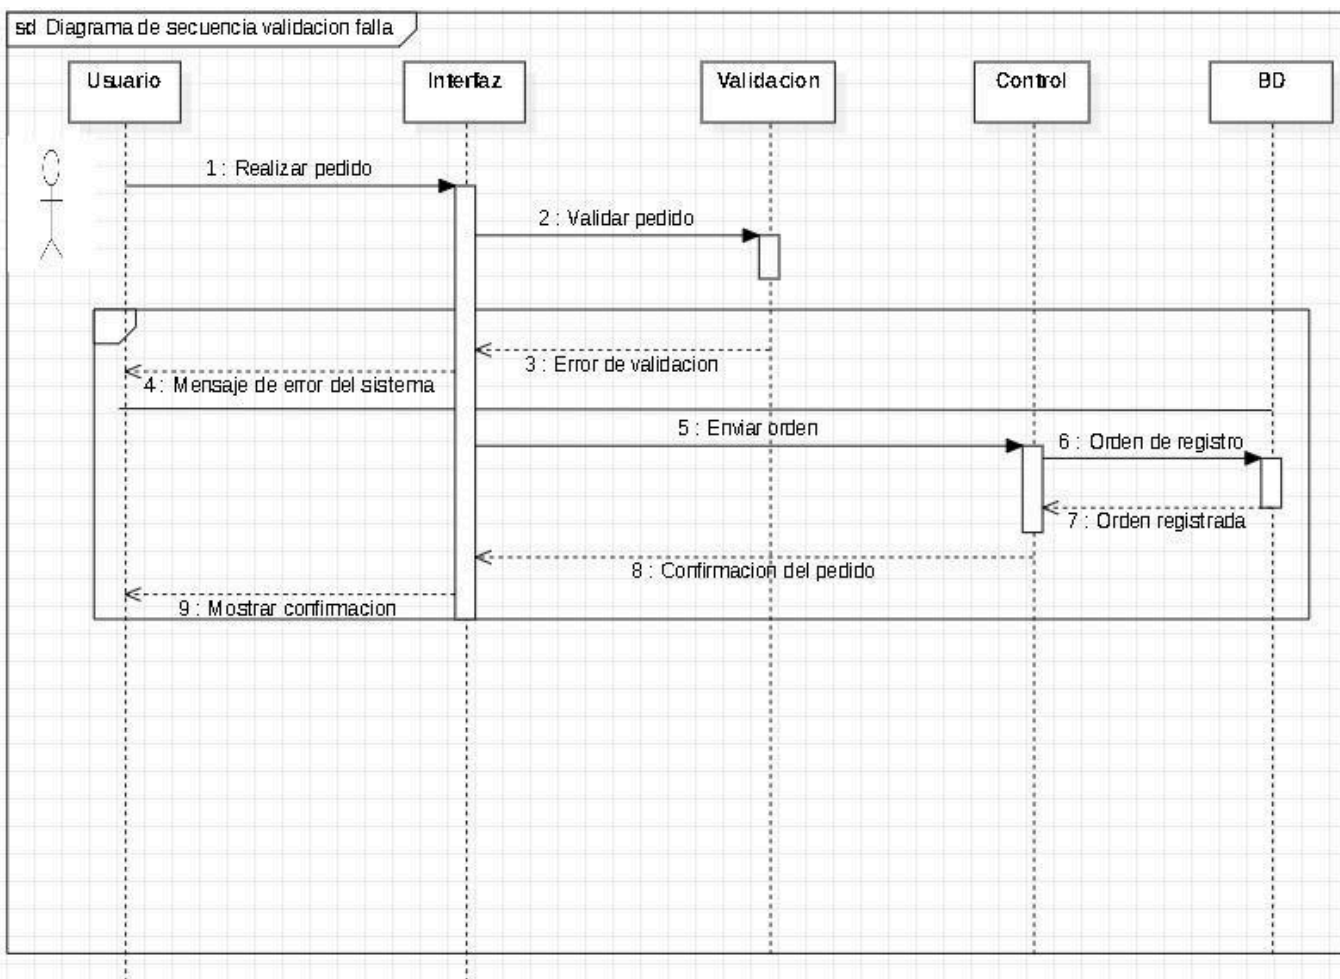 sd Diagrama de secuencia validacion falla
Usuario
Interfaz
Validacion
Control
BD
1 : Realizar pedido
2 : Validar pedido
3 : Error de validacion
4 : Mensaje de error del sistema
5 : Enviar orden
6 : Orden de registro
7 : Orden registrada
8 : Confirmacion del pedido
9 : Mostrar confirmacion